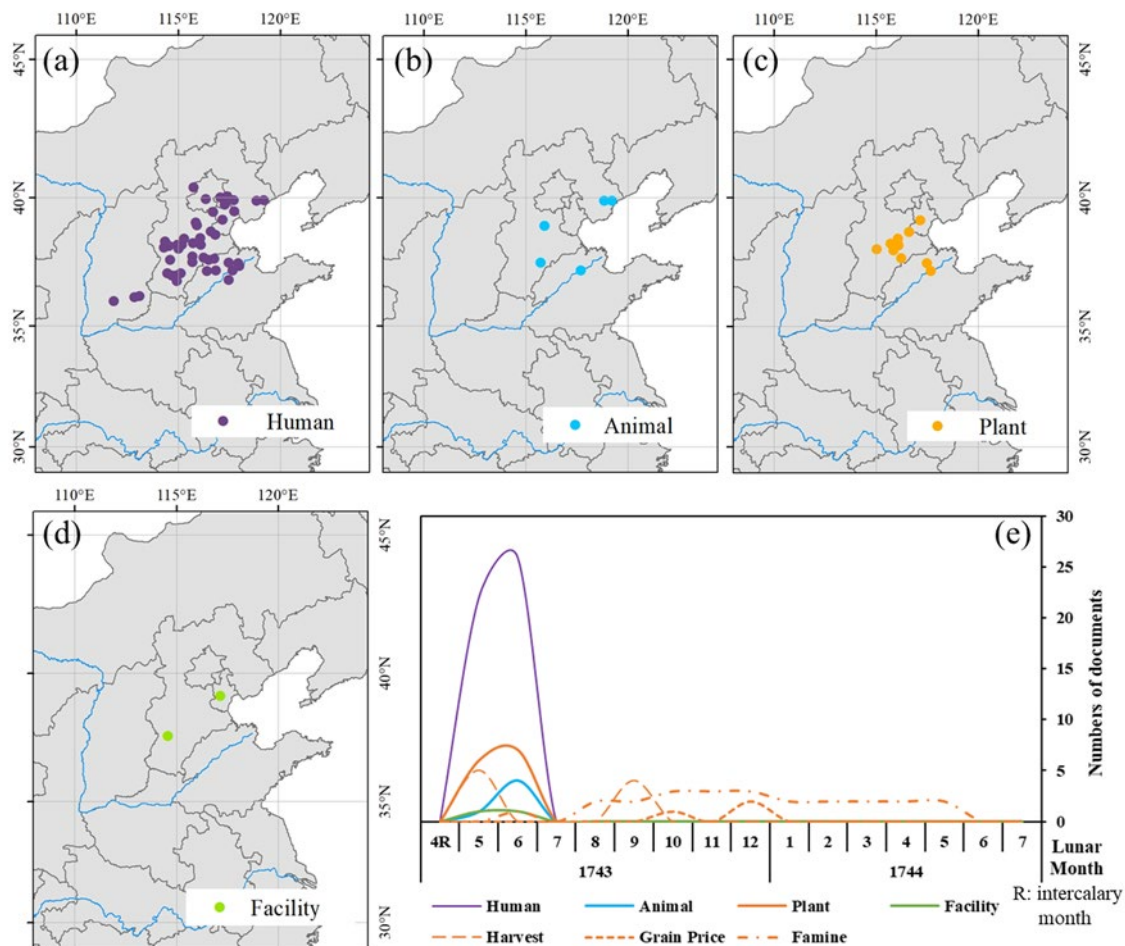 110°E 115°E 120°E 110°E 115°E 120°E 110°E 115°E 120°E
(a) (b) (c)
45°N 45°N
40°N 40°N
35°N 35°N
30°N 30°N
Human Animal Plant
110°E 115°E 120°E
(d)
45°N
40°N
35°N
30°N
Facility
(e)
30
25
20
15
10
5
0
Numbers of documents
4R 5 6 7 8 9 10 11 12 1 2 3 4 5 6 7
Lunar
Month
1743 1744
R: intercalary
month
Human Animal Plant Facility
Harvest Grain Price Famine